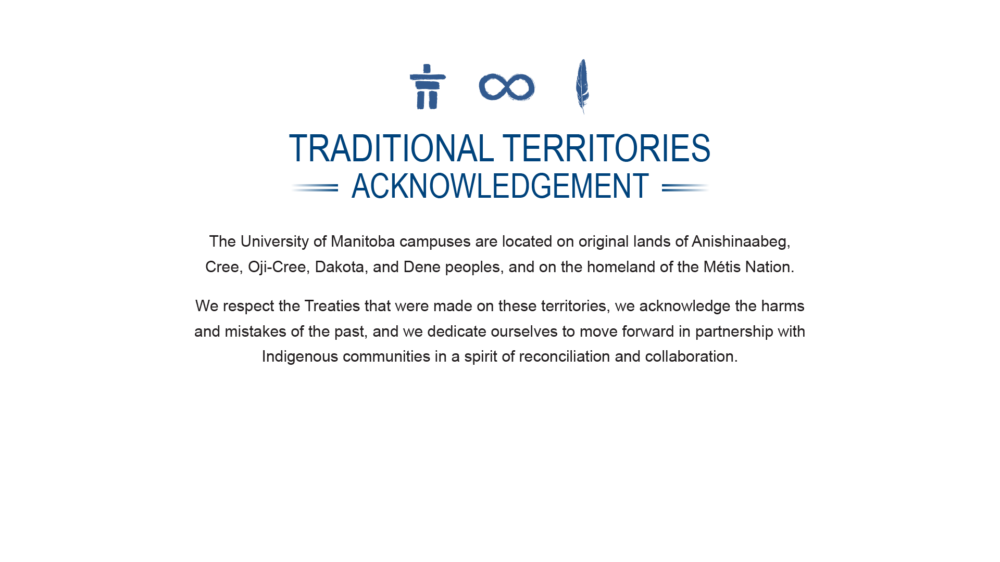 TRADITIONAL TERRITORIES
ACKNOWLEDGEMENT
The University of Manitoba campuses are located on original lands of Anishinaabeg,
Cree, Oji-Cree, Dakota, and Dene peoples, and on the homeland of the Métis Nation.
We respect the Treaties that were made on these territories, we acknowledge the harms
and mistakes of the past, and we dedicate ourselves to move forward in partnership with
Indigenous communities in a spirit of reconciliation and collaboration.